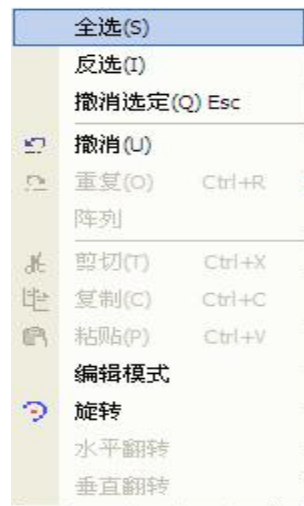 全选(S)
反选(I)
撤消选定(Q) Esc
撤消(U)
重复(O) Ctrl+R
阵列
剪切(T) Ctrl+X
复制(C) Ctrl+C
粘贴(P) Ctrl+V
编辑模式
旋转
水平翻转
垂直翻转